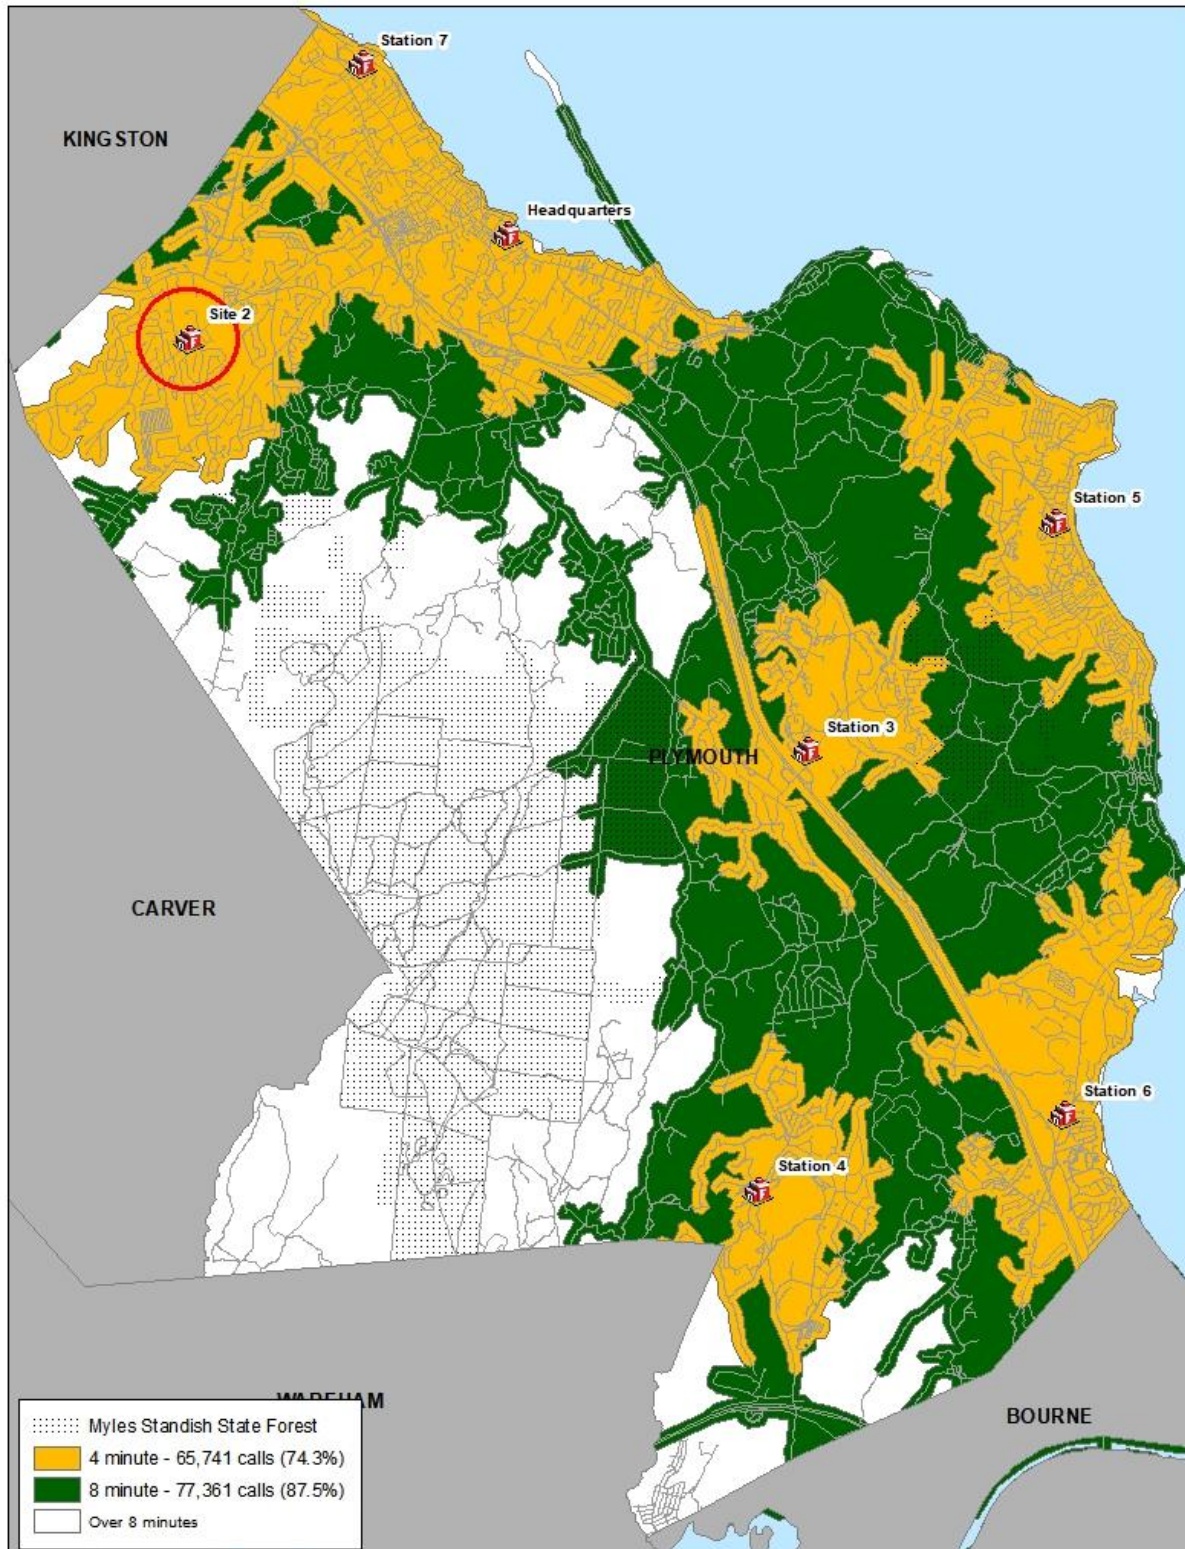 Station 7
KINGSTON
Headquarters
Site 2
Station 5
Station 3
PLYMOUTH
CARVER
Station 6
Station 4
WAREHAM
BOURNE
Myles Standish State Forest
4 minute - 65,741 calls (74.3%)
8 minute - 77,361 calls (87.5%)
Over 8 minutes